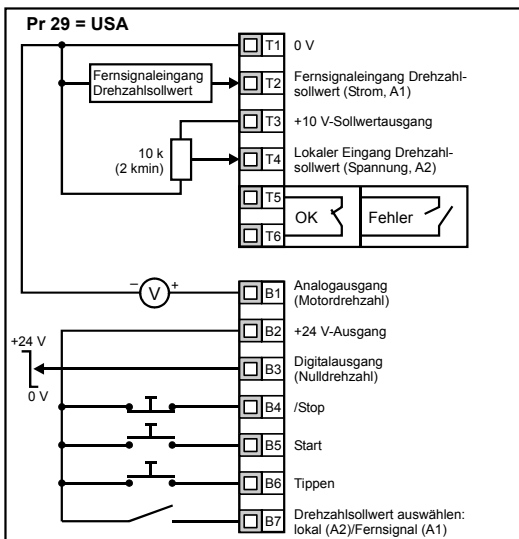 Pr 29 = USA
T1 0 V
Fernsignaleingang
Drehzahlsollwert
T2 Fernsignaleingang Drehzahl-
sollwert (Strom, A1)
T3 +10 V-Sollwertausgang
10 k
(2 kmin)
T4 Lokaler Eingang Drehzahl-
sollwert (Spannung, A2)
T5
OK Fehler
T6
– V +
B1 Analogausgang
(Motordrehzahl)
B2 +24 V-Ausgang
+24 V
B3 Digitalausgang
(Nulldrehzahl)
0 V
B4 /Stop
B5 Start
B6 Tippen
B7 Drehzahlsollwert auswählen:
lokal (A2)/Fernsignal (A1)